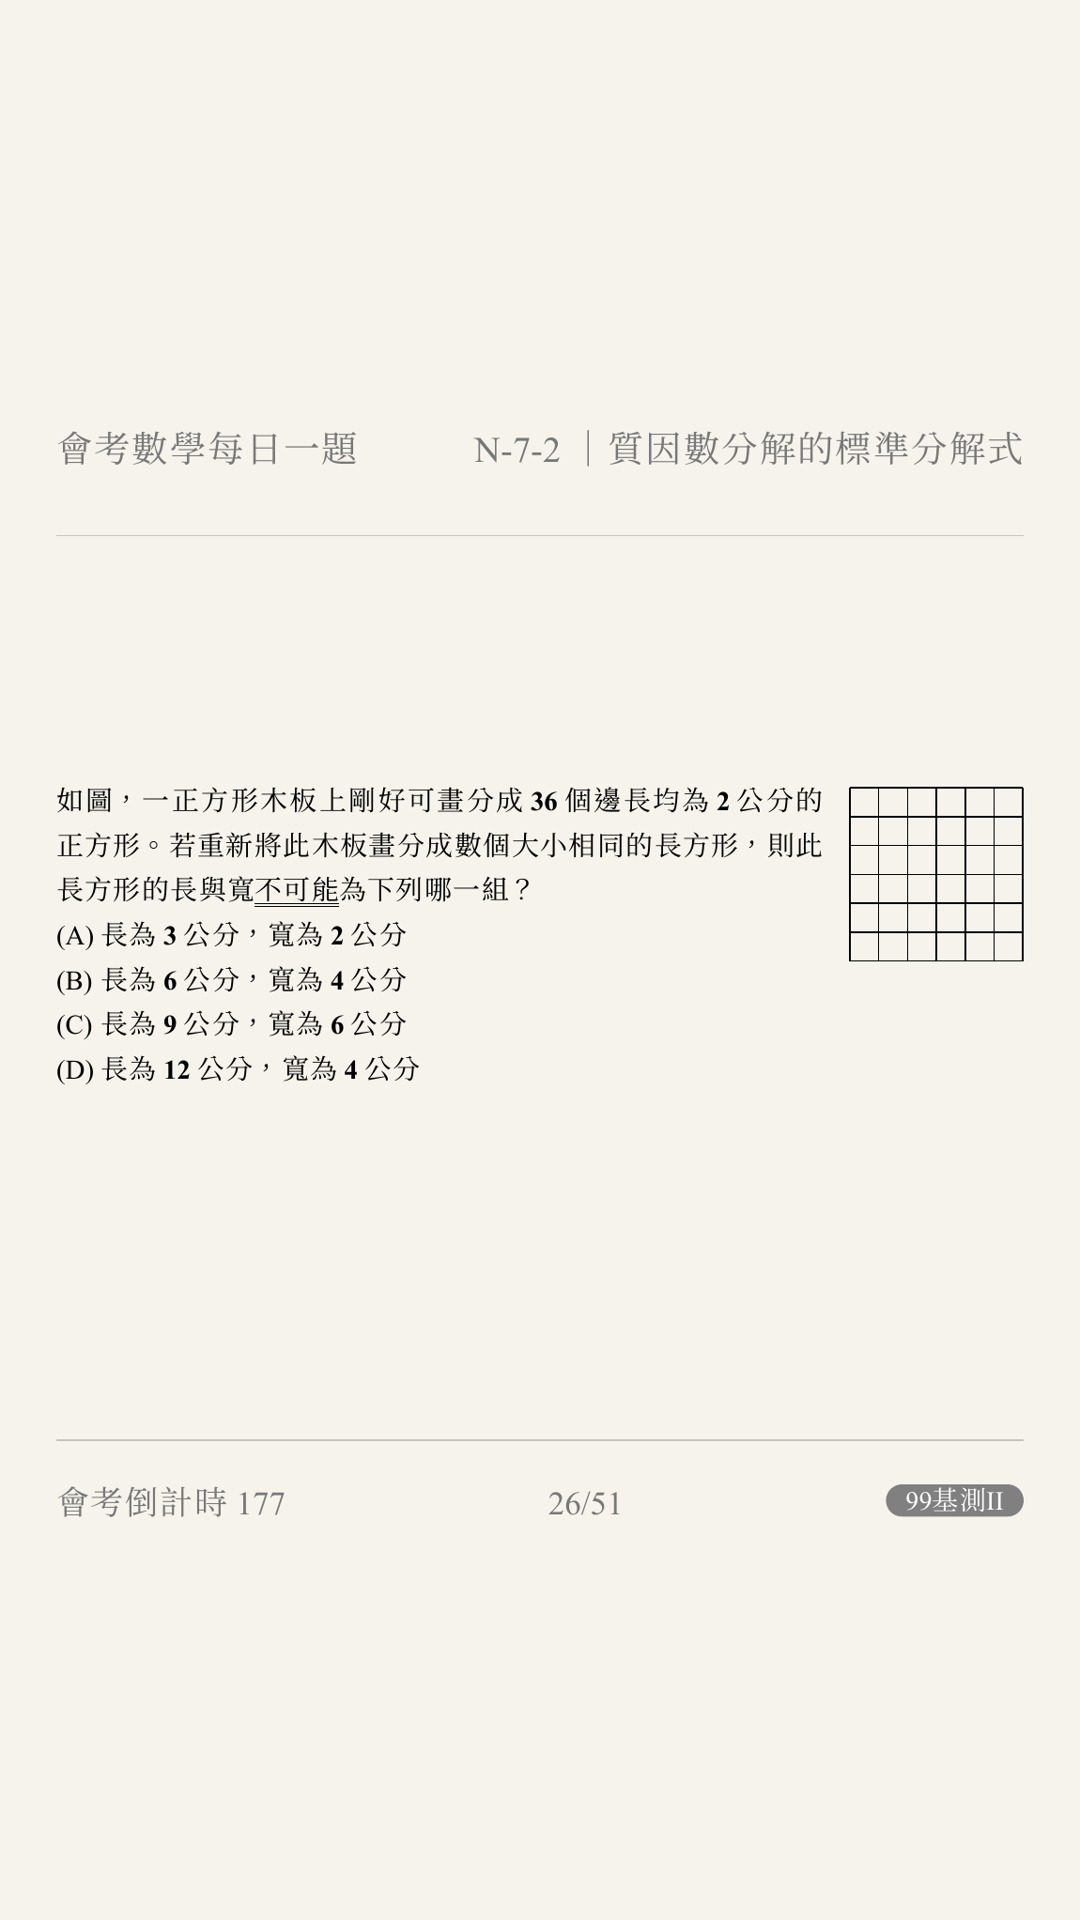 會考數學每日一題
N-7-2｜質因數分解的標準分解式
如圖，一正方形木板上剛好可畫分成 36 個邊長均為 2 公分的
正方形。若重新將此木板畫分成數個大小相同的長方形，則此
長方形的長與寬不可能為下列哪一組？
(A) 長為 3 公分，寬為 2 公分
(B) 長為 6 公分，寬為 4 公分
(C) 長為 9 公分，寬為 6 公分
(D) 長為 12 公分，寬為 4 公分
會考倒計時 177
26/51
99基測II